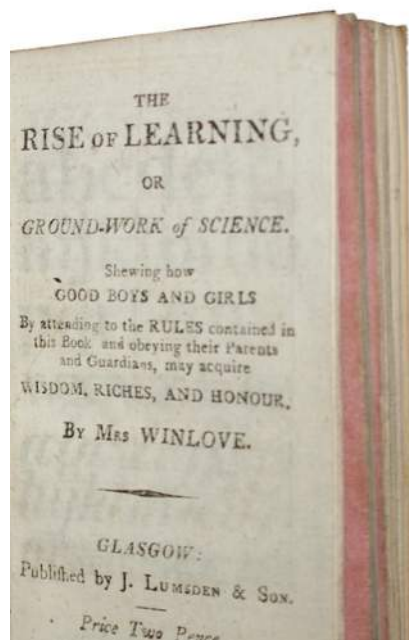 THE
RISE OF LEARNING,
OR
GROUND-WORK of SCIENCE.
Shewing how
GOOD BOYS AND GIRLS
By attending to the RULES contained in
this Book and obeying their Parents
and Guardians, may acquire
WISDOM, RICHES, AND HONOUR.
BY MRS WINLOVE.
GLASGOW:
Publiſhed by J. LUMSDEN & SON.
Price Two Pence